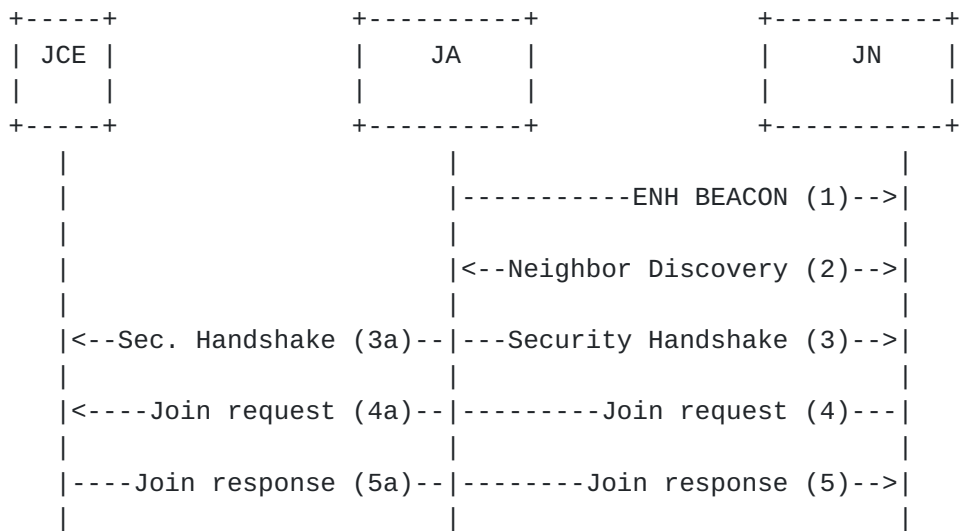 +-----+               +----------+              +-----------+
| JCE |               |    JA    |              |     JN    |
|     |               |          |              |           |
+-----+               +----------+              +-----------+
   |                        |                            |
   |                        |-----------ENH BEACON (1)-->|
   |                        |                            |
   |                        |<--Neighbor Discovery (2)-->|
   |                        |                            |
   |<--Sec. Handshake (3a)--|---Security Handshake (3)-->|
   |                        |                            |
   |<----Join request (4a)--|---------Join request (4)---|
   |                        |                            |
   |----Join response (5a)--|--------Join response (5)-->|
   |                        |                            |